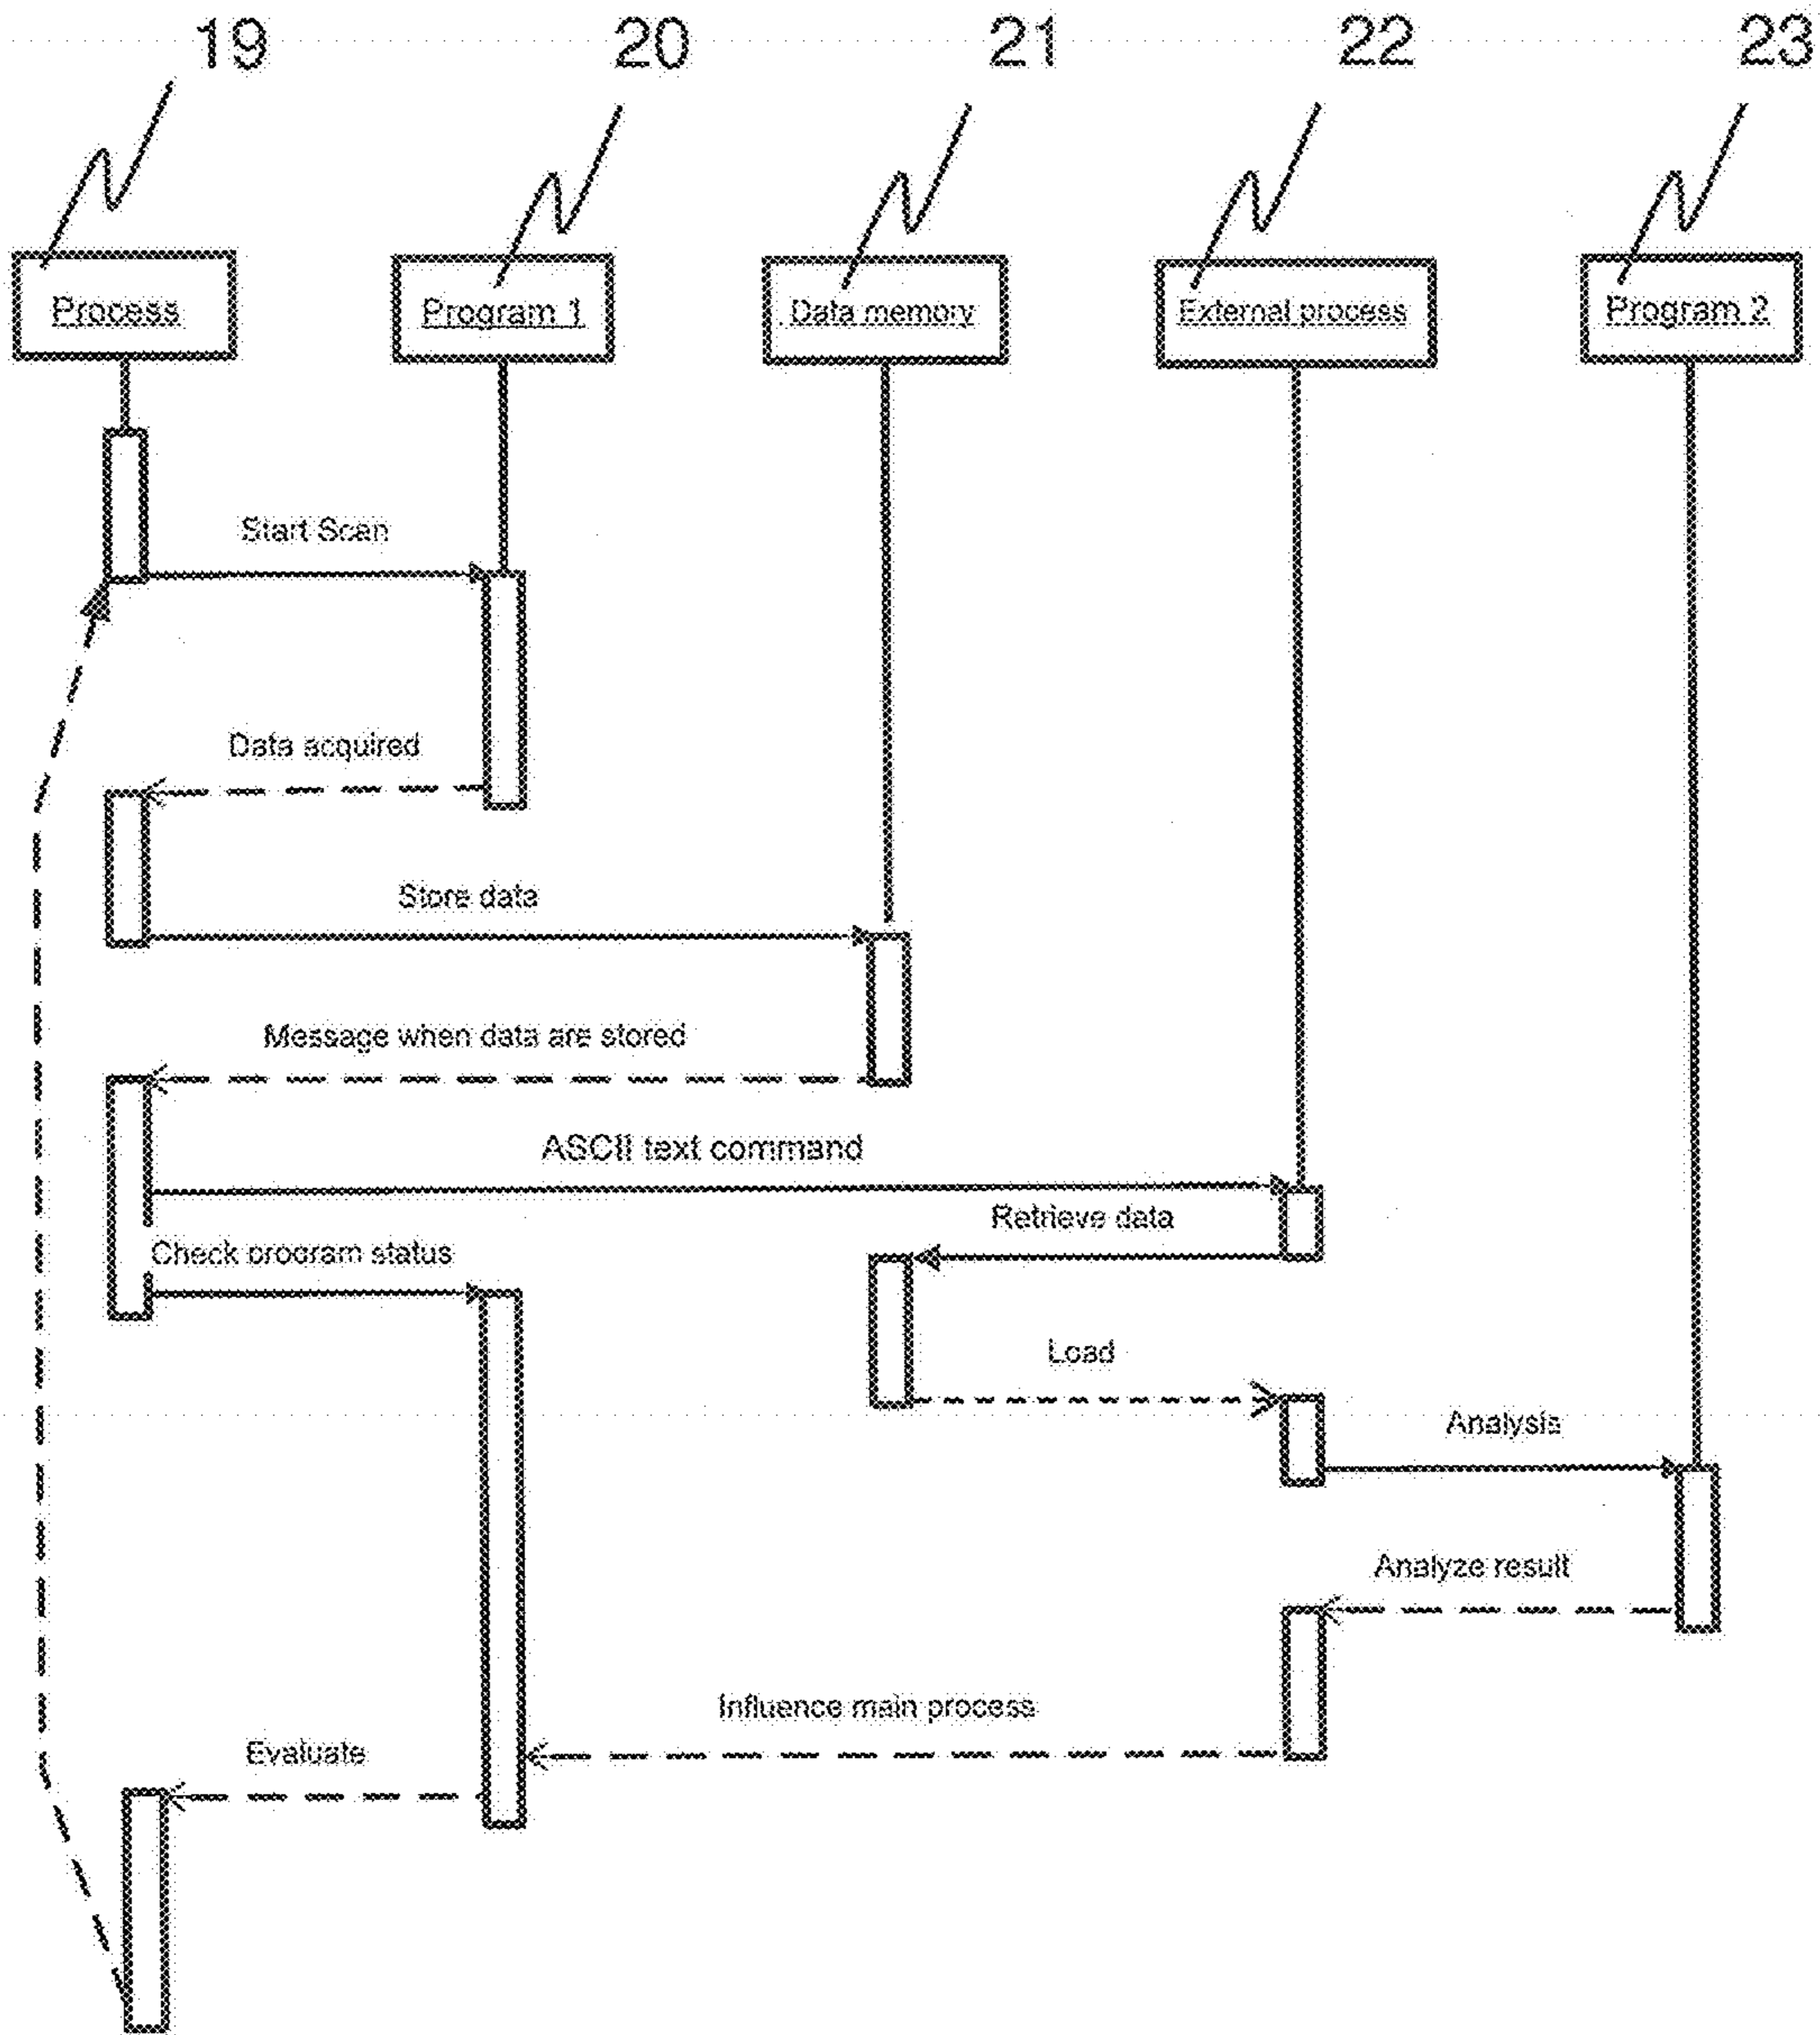 19 20 21 22 23
Process Program 1 Data memory External process Program 2
Start Scan
Data acquired
Store data
Message when data are stored
ASCII text command
Retrieve data
Check program status
Load
Analysis
Analyze result
Influence main process
Evaluate